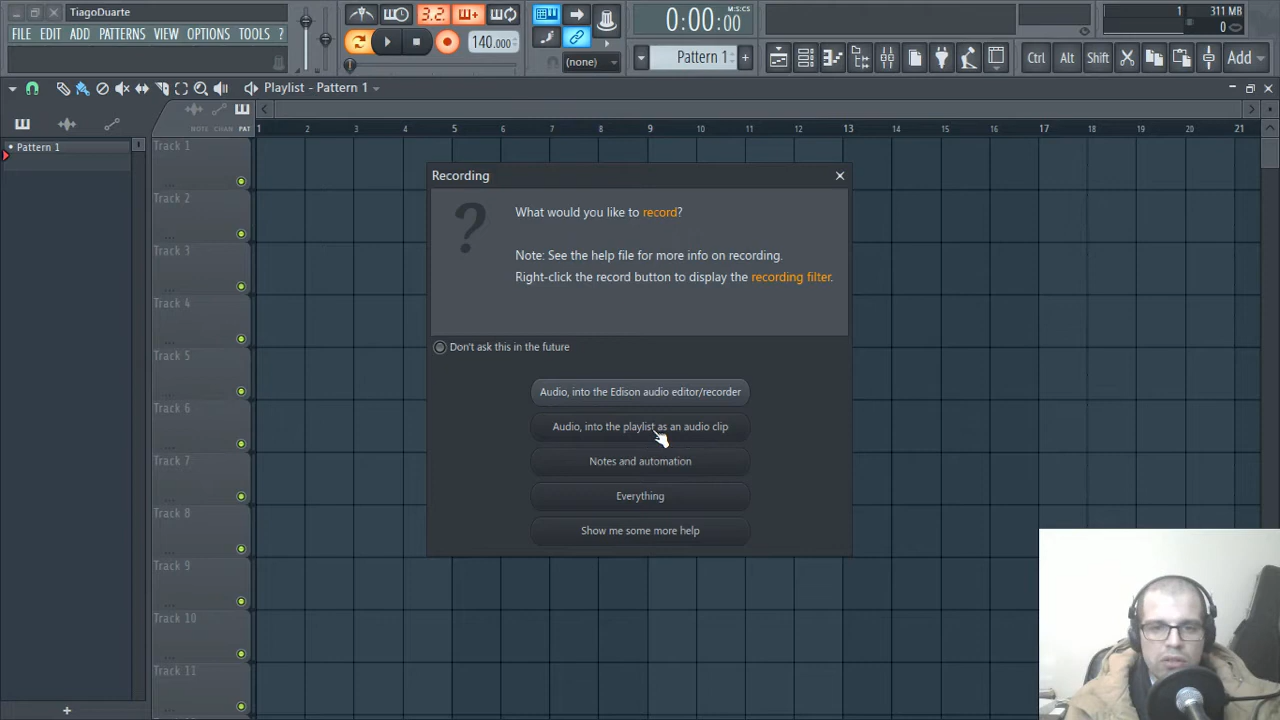 TiagoDuarte
FILE EDIT ADD PATTERNS VIEW OPTIONS TOOLS ?
3.2.
140.000
0:00:00
M:S:CS
(none)
Pattern 1
1
311 MB
0
Ctrl Alt Shift
Add
Playlist - Pattern 1
NOTE CHAN PAT
1 2 3 4 5 6 7 8 9 10 11 12 13 14 15 16 17 18 19 20 21
Pattern 1
Track 1
Track 2
Track 3
Track 4
Track 5
Track 6
Track 7
Track 8
Track 9
Track 10
Track 11
Recording
What would you like to record?
Note: See the help file for more info on recording.
Right-click the record button to display the recording filter.
Don't ask this in the future
Audio, into the Edison audio editor/recorder
Audio, into the playlist as an audio clip
Notes and automation
Everything
Show me some more help